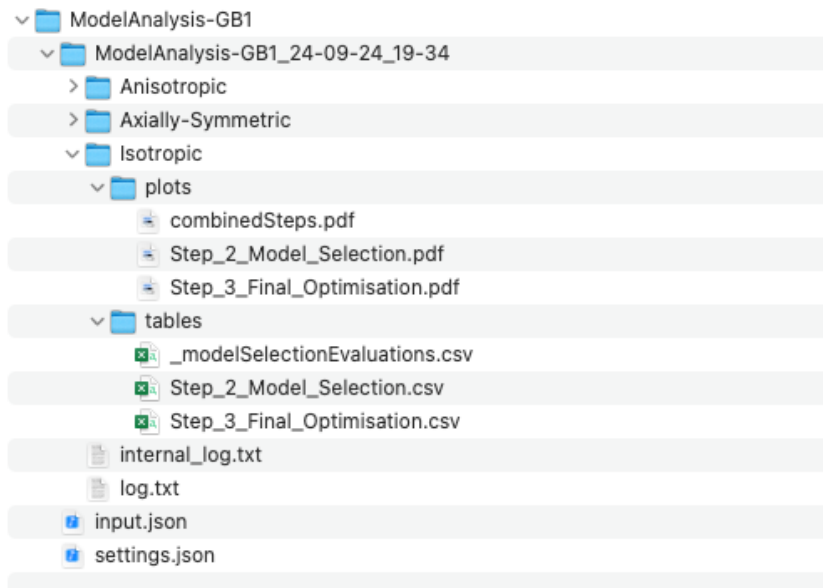 ModelAnalysis-GB1
ModelAnalysis-GB1_24-09-24_19-34
Anisotropic
Axially-Symmetric
Isotropic
plots
combinedSteps.pdf
Step_2_Model_Selection.pdf
Step_3_Final_Optimisation.pdf
tables
_modelSelectionEvaluations.csv
Step_2_Model_Selection.csv
Step_3_Final_Optimisation.csv
internal_log.txt
log.txt
input.json
settings.json